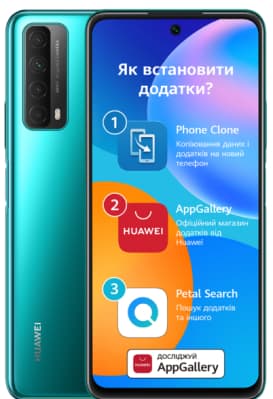 Як встановити
додатки?
1
Phone Clone
Копіювання даних і
додатків на новий
телефон
2
HUAWEI
AppGallery
Офіційний магазин
додатків від
Huawei
3
Petal Search
Пошук додатків
та іншого
HUAWEI
ДОСЛІДЖУЙ
AppGallery
HUAWEI